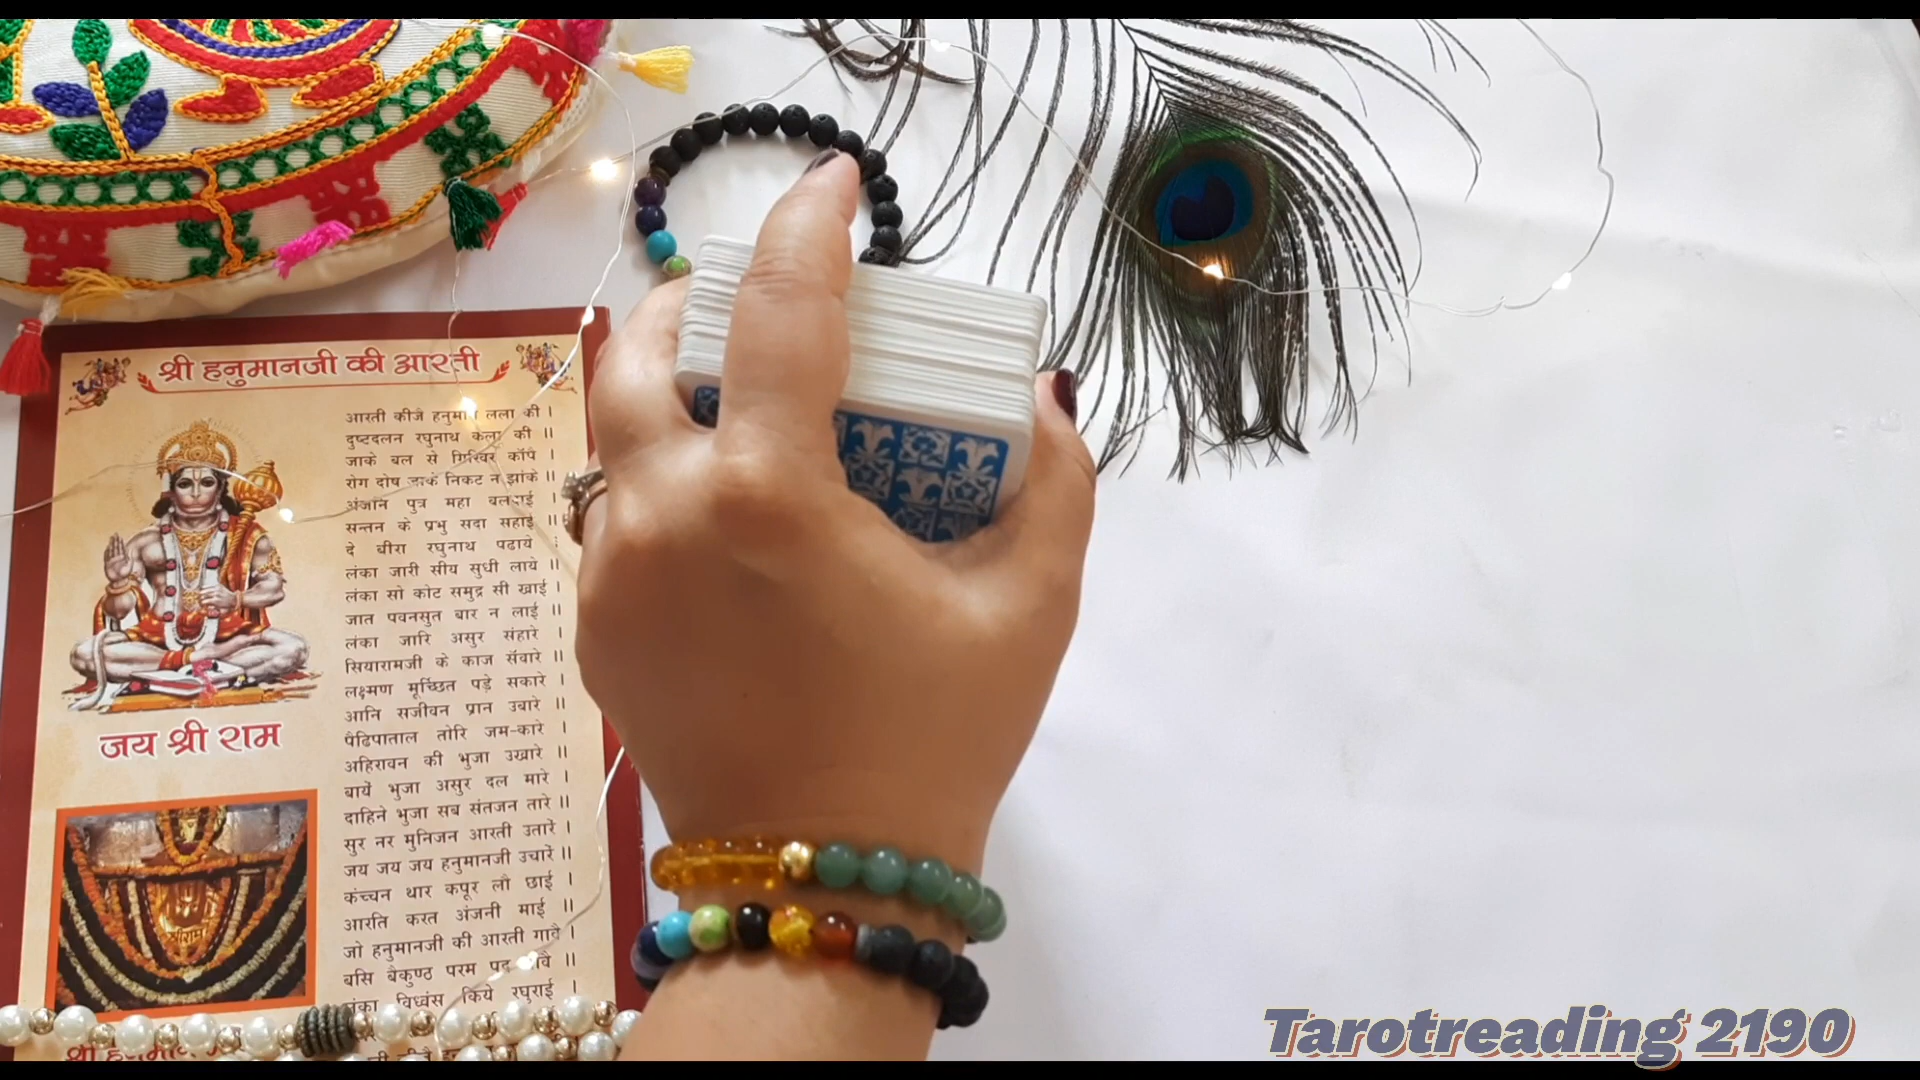 श्री हनुमानजी की आरती
आरती कीजै हनुमान लला की ।
दुष्टदलन रघुनाथ कला की ॥
जाके बल से गिरिवर काँपै ।
रोग दोष जाके निकट न झांके ॥
अंजनि पुत्र महा बलदाई ।
सन्तन के प्रभु सदा सहाई ॥
दे बीरा रघुनाथ पढाये
लंका जारी सीय सुधी लाये ॥
लंका सो कोट समुद्र सी खाई ।
जात पवनसुत बार न लाई ॥
लंका जारि असुर संहारे ।
सियारामजी के काज सँवारे ॥
लक्ष्मण मूर्च्छित पड़े सकारे ।
आनि सजीवन प्रान उबारे ॥
पैढिपाताल तोरि जम-कारे ।
अहिरावन की भुजा उखारे ॥
बायें भुजा असुर दल मारे ।
दाहिने भुजा सब संतजन तारे ॥
सुर नर मुनिजन आरती उतारें ।
जय जय जय हनुमानजी उचारें ॥
कंच्चन थार कपूर लौ छाई ।
आरति करत अंजनी माई ॥
जो हनुमानजी की आरती गावै ।
बसि बैकुण्ठ परम पद ॥
लंका विध्वंस किये रघुराई ।
जय श्री राम
श्रीराम
Tarotreading 2190